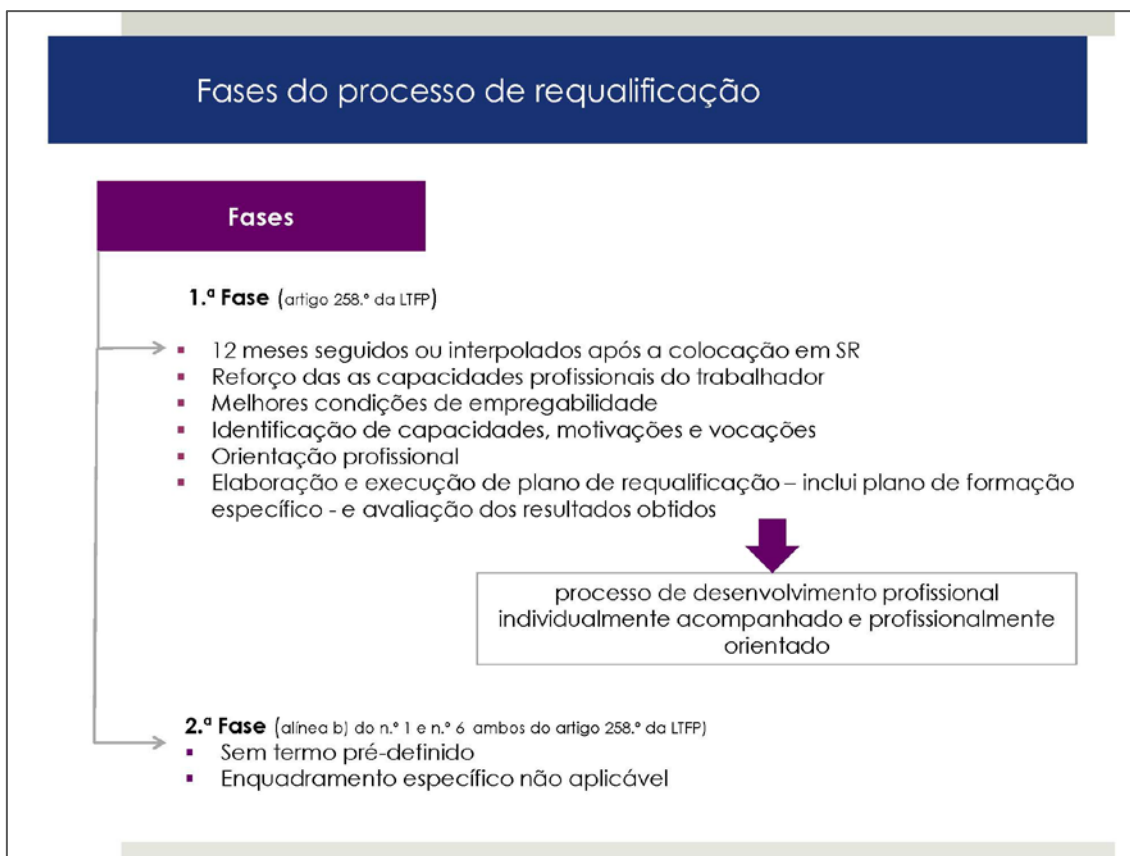 Fases do processo de requalificação
Fases
1.ª Fase (artigo 258.º da LTFP)
▪ 12 meses seguidos ou interpolados após a colocação em SR
▪ Reforço das as capacidades profissionais do trabalhador
▪ Melhores condições de empregabilidade
▪ Identificação de capacidades, motivações e vocações
▪ Orientação profissional
▪ Elaboração e execução de plano de requalificação – inclui plano de formação
específico - e avaliação dos resultados obtidos
processo de desenvolvimento profissional
individualmente acompanhado e profissionalmente
orientado
2.ª Fase (alínea b) do n.º 1 e n.º 6 ambos do artigo 258.º da LTFP)
▪ Sem termo pré-definido
▪ Enquadramento específico não aplicável